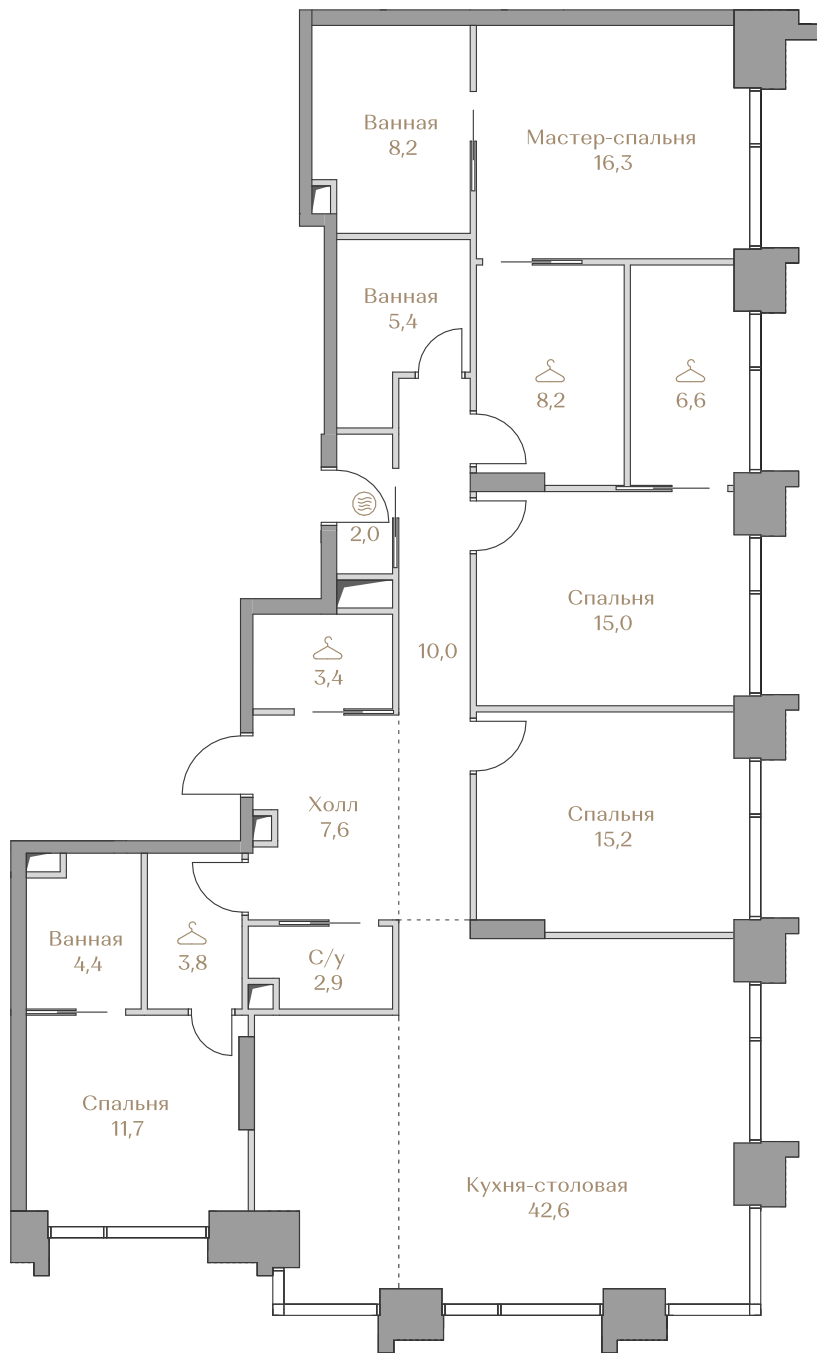 Ванная
8,2
Мастер-спальня
16,3
Ванная
5,4
8,2
6,6
2,0
Спальня
15,0
3,4
10,0
Холл
7,6
Спальня
15,2
Ванная
4,4
3,8
С/у
2,9
Спальня
11,7
Кухня-столовая
42,6